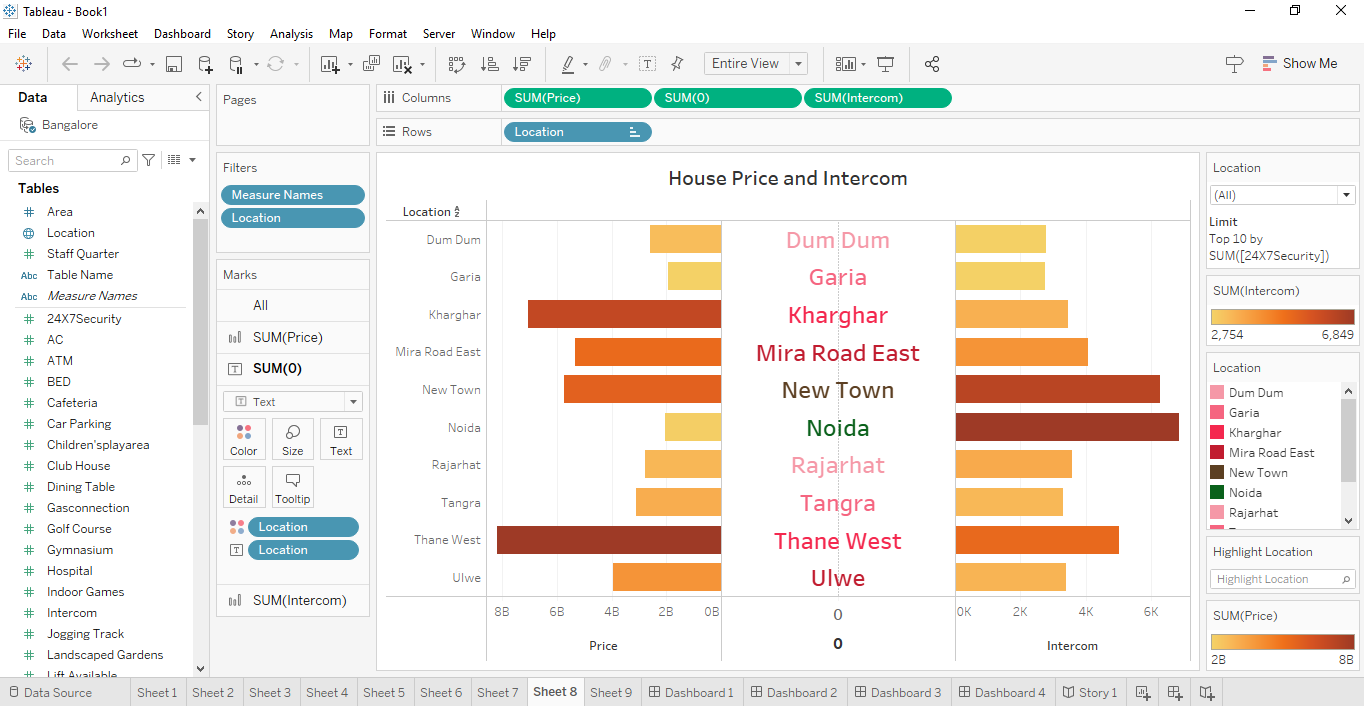 Tableau - Book1
File Data Worksheet Dashboard Story Analysis Map Format Server Window Help
Entire View
Show Me
Data Analytics
Bangalore
Search
Tables
Area
Location
Staff Quarter
Abc Table Name
Abc Measure Names
24X7Security
AC
ATM
BED
Cafeteria
Car Parking
Children'splayarea
Club House
Dining Table
Gasconnection
Golf Course
Gymnasium
Hospital
Indoor Games
Intercom
Jogging Track
Landscaped Gardens
Lift Available
Pages
Filters
Measure Names
Location
Marks
All
SUM(Price)
SUM(0)
Text
Color Size Text
Detail Tooltip
Location
Location
SUM(Intercom)
Columns SUM(Price) SUM(0) SUM(Intercom)
Rows Location
House Price and Intercom
Location
Dum Dum Dum Dum
Garia Garia
Kharghar Kharghar
Mira Road East Mira Road East
New Town New Town
Noida Noida
Rajarhat Rajarhat
Tangra Tangra
Thane West Thane West
Ulwe Ulwe
8B 6B 4B 2B 0B 0 0K 2K 4K 6K
Price 0 Intercom
Location
(All)
Limit
Top 10 by
SUM([24X7Security])
SUM(Intercom)
2,754 6,849
Location
Dum Dum
Garia
Kharghar
Mira Road East
New Town
Noida
Rajarhat
Highlight Location
Highlight Location
SUM(Price)
2B 8B
Data Source Sheet 1 Sheet 2 Sheet 3 Sheet 4 Sheet 5 Sheet 6 Sheet 7 Sheet 8 Sheet 9 Dashboard 1 Dashboard 2 Dashboard 3 Dashboard 4 Story 1